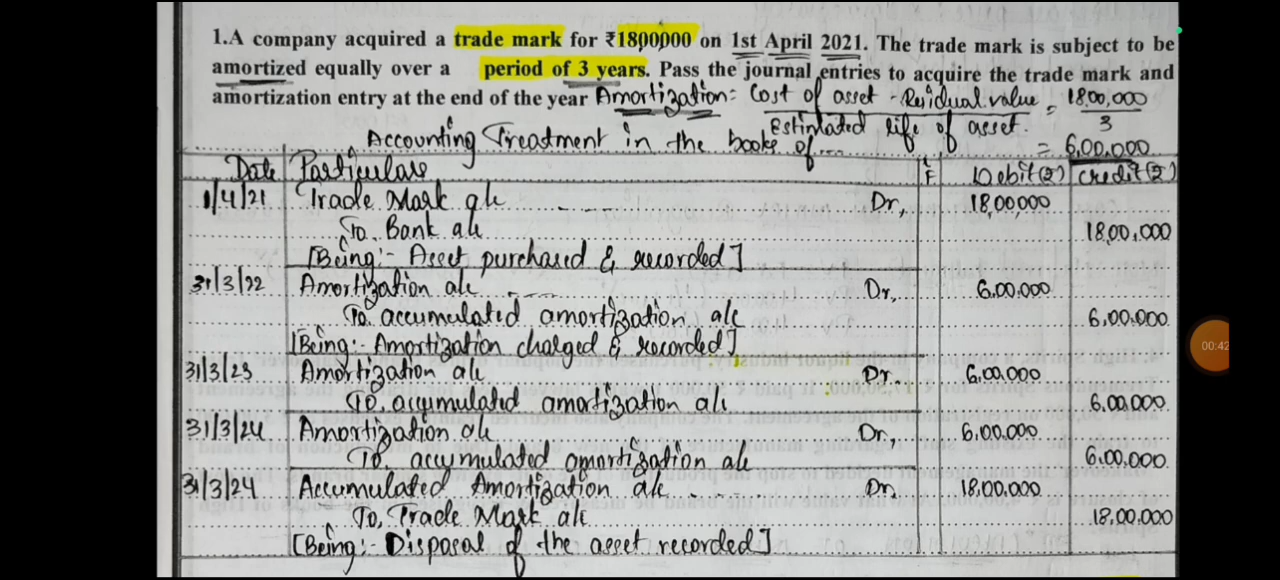 1.A company acquired a trade mark for ₹1800000 on 1st April 2021. The trade mark is subject to be
amortized equally over a period of 3 years. Pass the journal entries to acquire the trade mark and
amortization entry at the end of the year Amortization = Cost of asset - Residual value = 18,00,000
Estimated life of asset. 3
Accounting Treatment in the books of... = 6,00,000
Date Particulars L F Debit(₹) Credit(₹)
1/4/21 Trade Mark a/c Dr, 18,00,000
To. Bank a/c 18,00,000
[Being:- Asset purchased & recorded]
31/3/22 Amortization a/c Dr, 6,00,000
To. accumulated amortization a/c 6,00,000
[Being:- Amortization charged & recorded]
31/3/23 Amortization a/c Dr. 6,00,000
To. accumulated amortization a/c 6,00,000
31/3/24 Amortization a/c Dr, 6,00,000
To. accumulated amortization a/c 6,00,000
31/3/24 Accumulated Amortization a/c Dr. 18,00,000
To, Trade Mark a/c 18,00,000
[Being:- Disposal of the asset recorded]
00:42